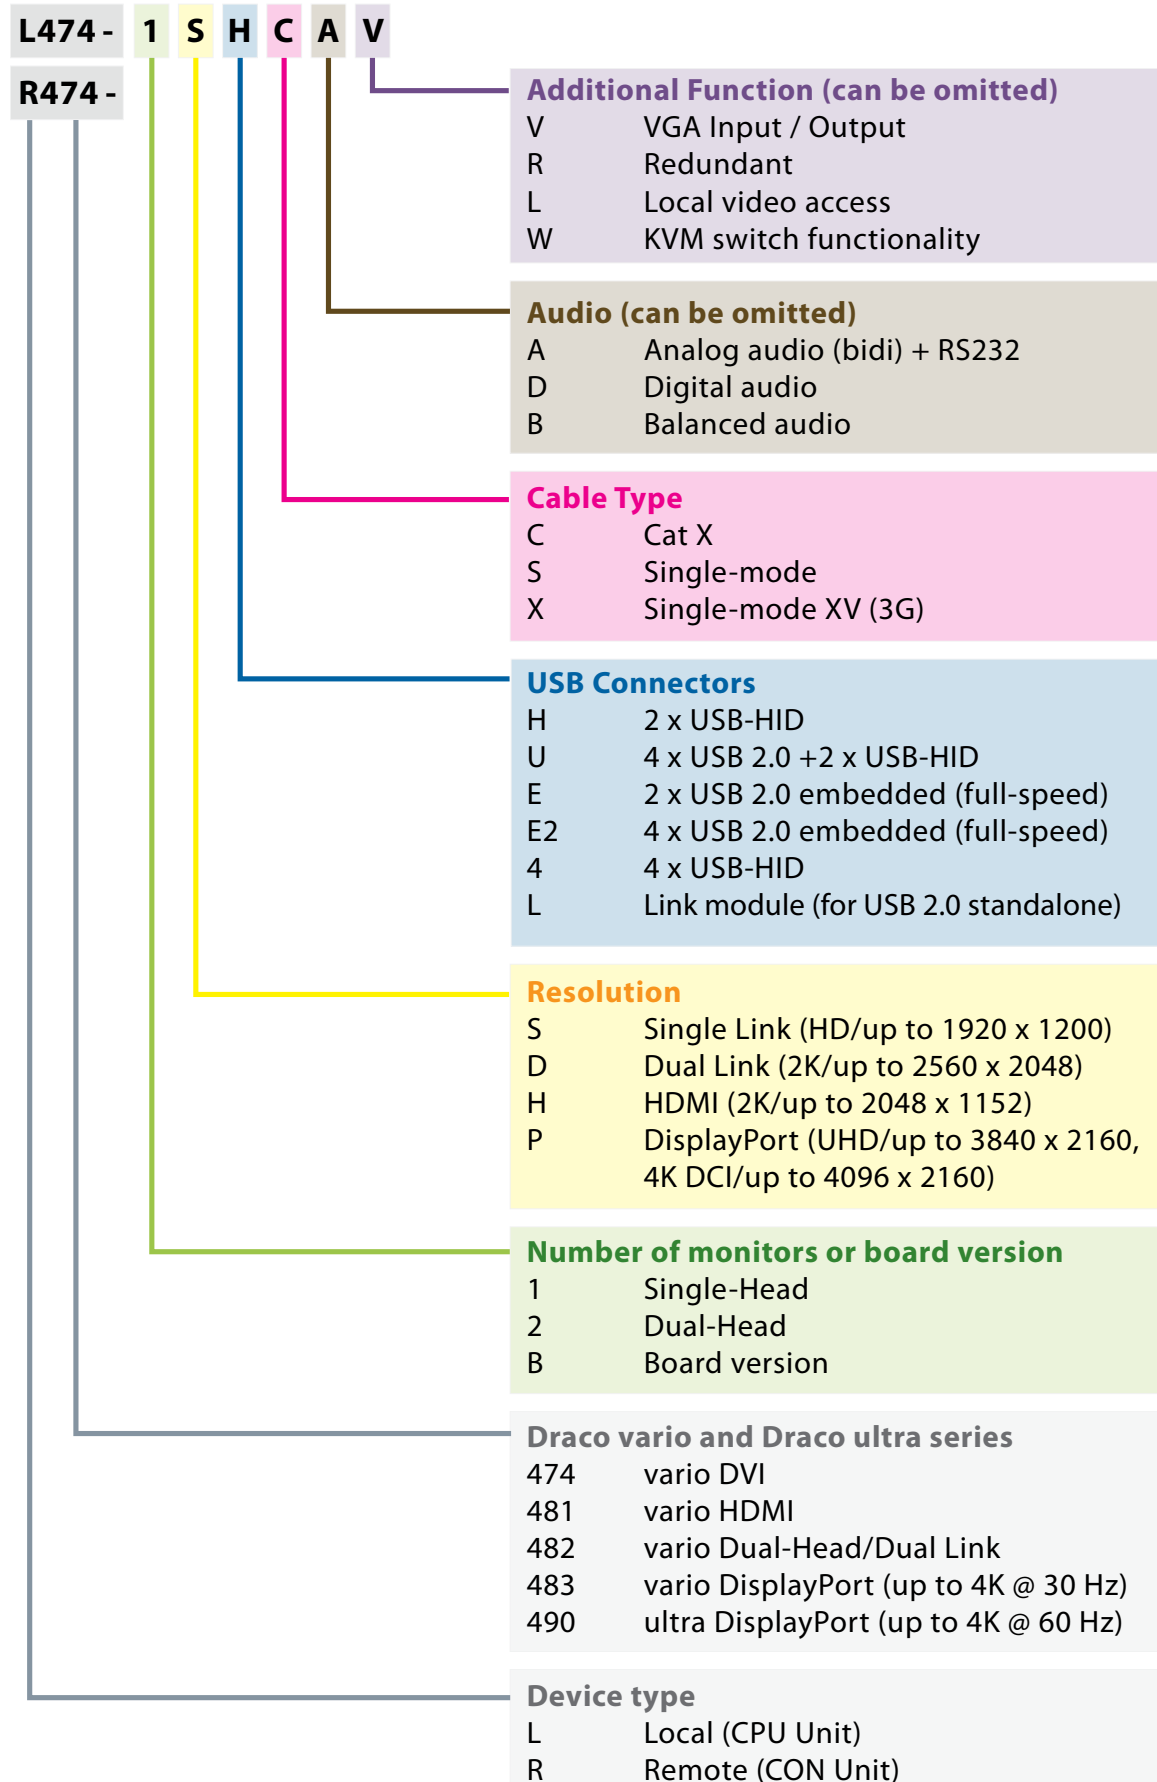 L474 - 1 S H C A V
R474 -
Additional Function (can be omitted)
V VGA Input / Output
R Redundant
L Local video access
W KVM switch functionality
Audio (can be omitted)
A Analog audio (bidi) + RS232
D Digital audio
B Balanced audio
Cable Type
C Cat X
S Single-mode
X Single-mode XV (3G)
USB Connectors
H 2 x USB-HID
U 4 x USB 2.0 +2 x USB-HID
E 2 x USB 2.0 embedded (full-speed)
E2 4 x USB 2.0 embedded (full-speed)
4 4 x USB-HID
L Link module (for USB 2.0 standalone)
Resolution
S Single Link (HD/up to 1920 x 1200)
D Dual Link (2K/up to 2560 x 2048)
H HDMI (2K/up to 2048 x 1152)
P DisplayPort (UHD/up to 3840 x 2160,
4K DCI/up to 4096 x 2160)
Number of monitors or board version
1 Single-Head
2 Dual-Head
B Board version
Draco vario and Draco ultra series
474 vario DVI
481 vario HDMI
482 vario Dual-Head/Dual Link
483 vario DisplayPort (up to 4K @ 30 Hz)
490 ultra DisplayPort (up to 4K @ 60 Hz)
Device type
L Local (CPU Unit)
R Remote (CON Unit)